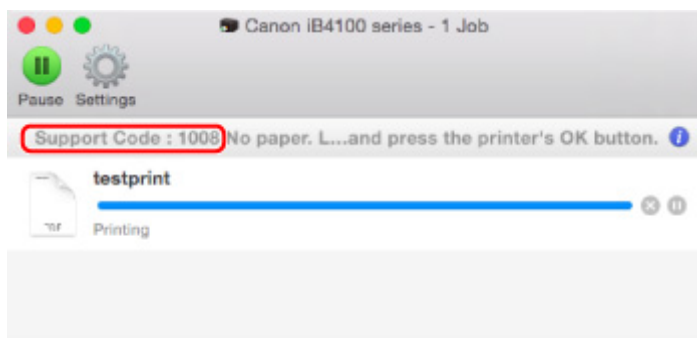 Canon iB4100 series - 1 Job
Pause Settings
Support Code : 1008 No paper. L...and press the printer's OK button.
testprint
Printing